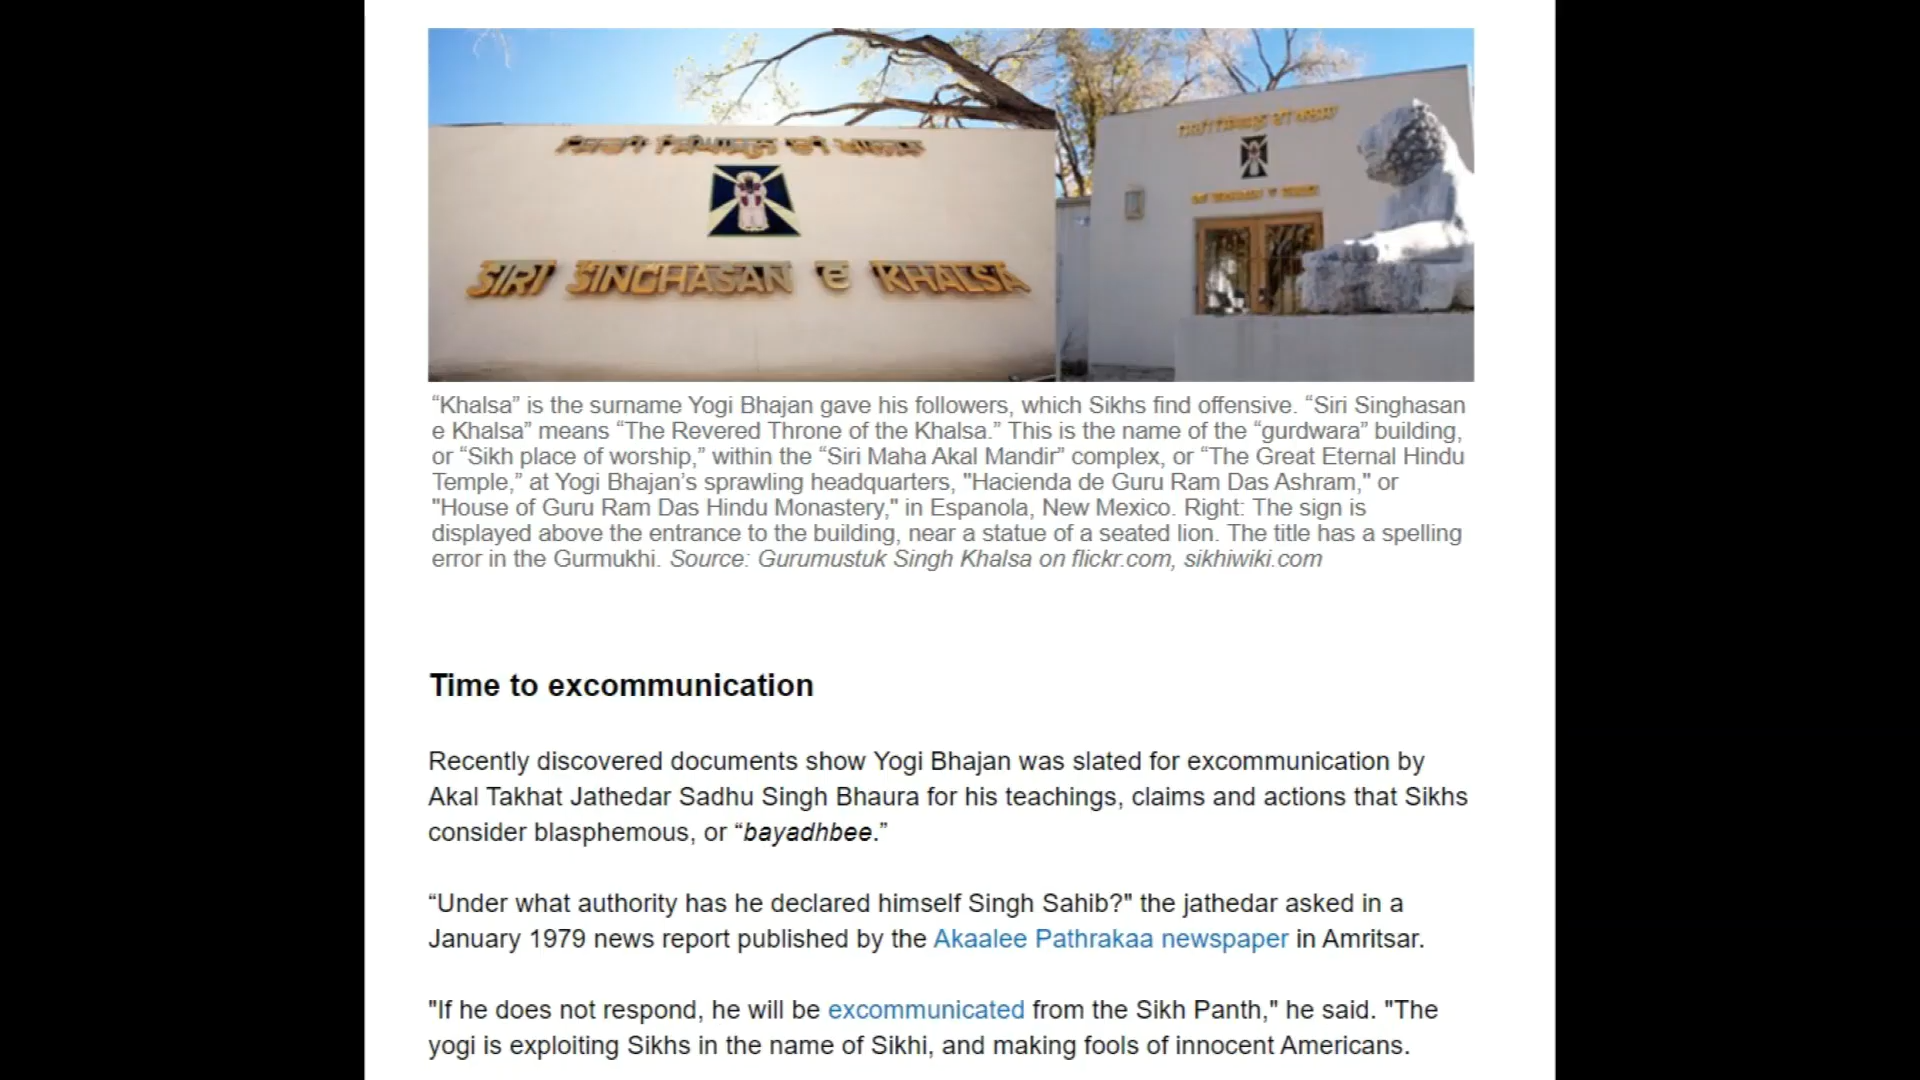 SIRI SINGHASAN e KHALSA
“Khalsa” is the surname Yogi Bhajan gave his followers, which Sikhs find offensive. “Siri Singhasan
e Khalsa” means “The Revered Throne of the Khalsa.” This is the name of the “gurdwara” building,
or “Sikh place of worship,” within the “Siri Maha Akal Mandir” complex, or “The Great Eternal Hindu
Temple,” at Yogi Bhajan’s sprawling headquarters, "Hacienda de Guru Ram Das Ashram," or
"House of Guru Ram Das Hindu Monastery," in Espanola, New Mexico. Right: The sign is
displayed above the entrance to the building, near a statue of a seated lion. The title has a spelling
error in the Gurmukhi. Source: Gurumustuk Singh Khalsa on flickr.com, sikhiwiki.com
Time to excommunication
Recently discovered documents show Yogi Bhajan was slated for excommunication by
Akal Takhat Jathedar Sadhu Singh Bhaura for his teachings, claims and actions that Sikhs
consider blasphemous, or “bayadhbee.”
“Under what authority has he declared himself Singh Sahib?" the jathedar asked in a
January 1979 news report published by the Akaalee Pathrakaa newspaper in Amritsar.
"If he does not respond, he will be excommunicated from the Sikh Panth," he said. "The
yogi is exploiting Sikhs in the name of Sikhi, and making fools of innocent Americans.